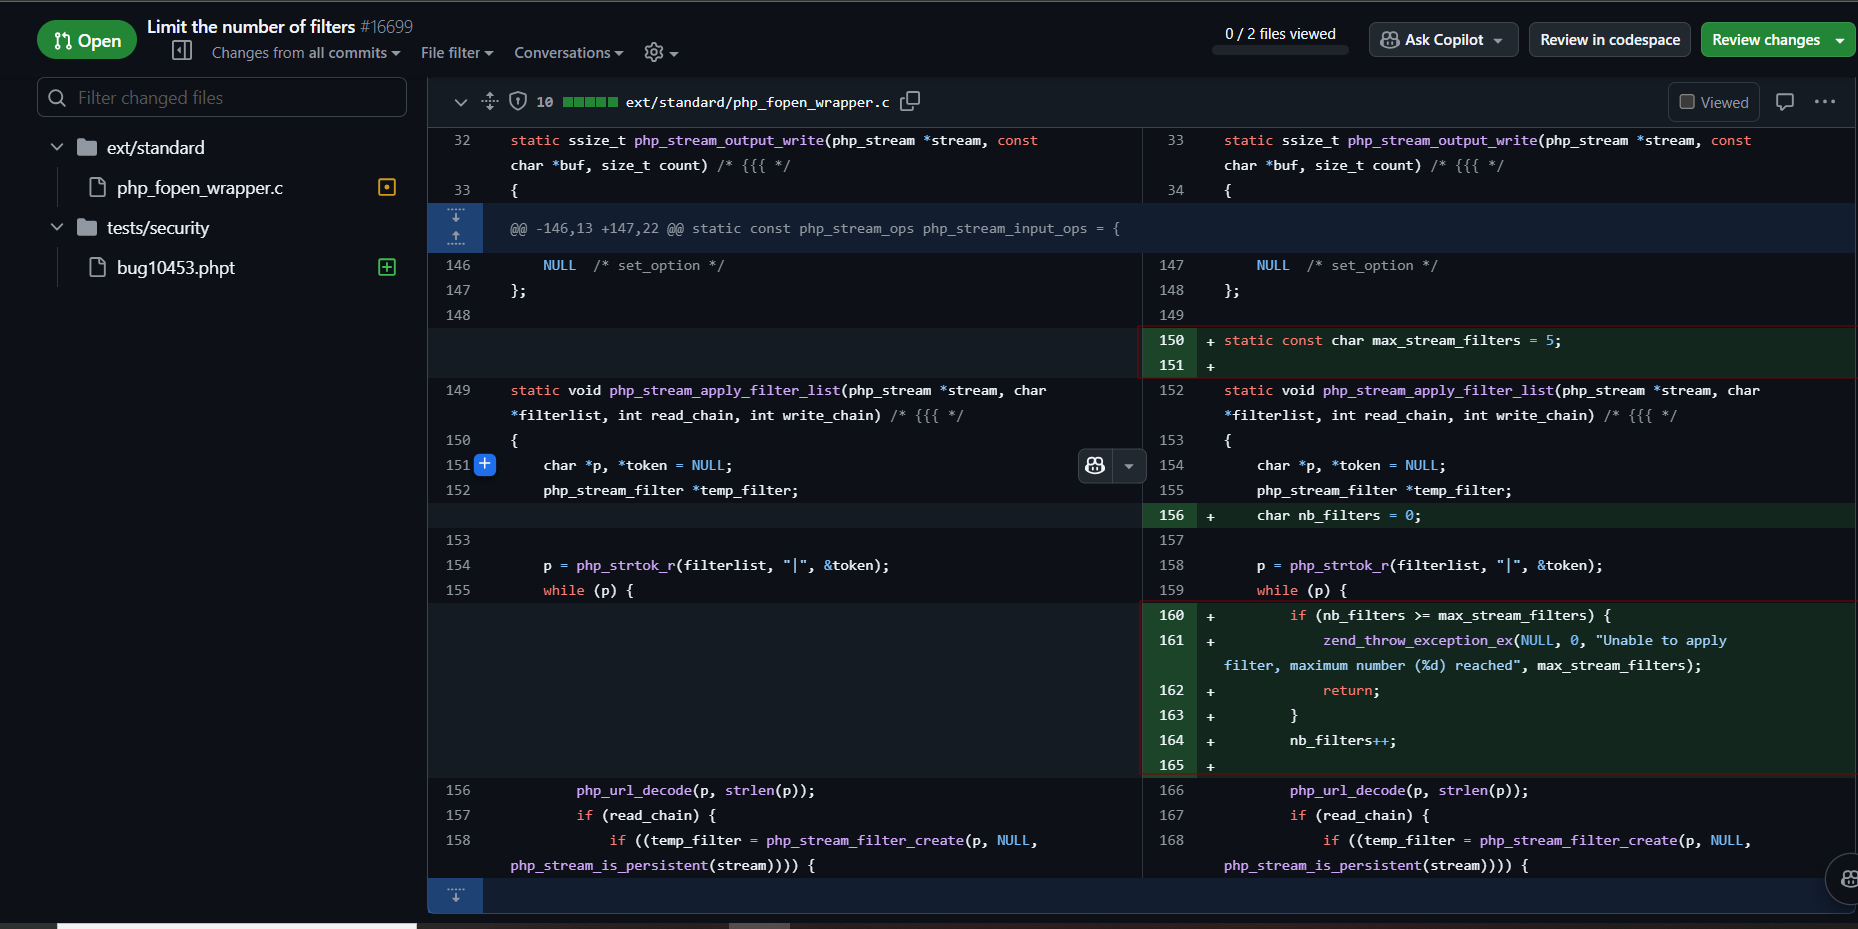 Open
Limit the number of filters #16699
Changes from all commits
File filter
Conversations
0 / 2 files viewed
Ask Copilot
Review in codespace
Review changes
Filter changed files
ext/standard
php_fopen_wrapper.c
tests/security
bug10453.phpt
10
ext/standard/php_fopen_wrapper.c
Viewed
32 static ssize_t php_stream_output_write(php_stream *stream, const
char *buf, size_t count) /* {{{ */
33 {
@@ -146,13 +147,22 @@ static const php_stream_ops php_stream_input_ops = {
146 NULL /* set_option */
147 };
148
149 static void php_stream_apply_filter_list(php_stream *stream, char
*filterlist, int read_chain, int write_chain) /* {{{ */
150 {
151 char *p, *token = NULL;
152 php_stream_filter *temp_filter;
153
154 p = php_strtok_r(filterlist, "|", &token);
155 while (p) {
156 php_url_decode(p, strlen(p));
157 if (read_chain) {
158 if ((temp_filter = php_stream_filter_create(p, NULL,
php_stream_is_persistent(stream)))) {
33 static ssize_t php_stream_output_write(php_stream *stream, const
char *buf, size_t count) /* {{{ */
34 {
147 NULL /* set_option */
148 };
149
150 + static const char max_stream_filters = 5;
151 +
152 static void php_stream_apply_filter_list(php_stream *stream, char
*filterlist, int read_chain, int write_chain) /* {{{ */
153 {
154 char *p, *token = NULL;
155 php_stream_filter *temp_filter;
156 + char nb_filters = 0;
157
158 p = php_strtok_r(filterlist, "|", &token);
159 while (p) {
160 + if (nb_filters >= max_stream_filters) {
161 + zend_throw_exception_ex(NULL, 0, "Unable to apply
filter, maximum number (%d) reached", max_stream_filters);
162 + return;
163 + }
164 + nb_filters++;
165 +
166 php_url_decode(p, strlen(p));
167 if (read_chain) {
168 if ((temp_filter = php_stream_filter_create(p, NULL,
php_stream_is_persistent(stream)))) {